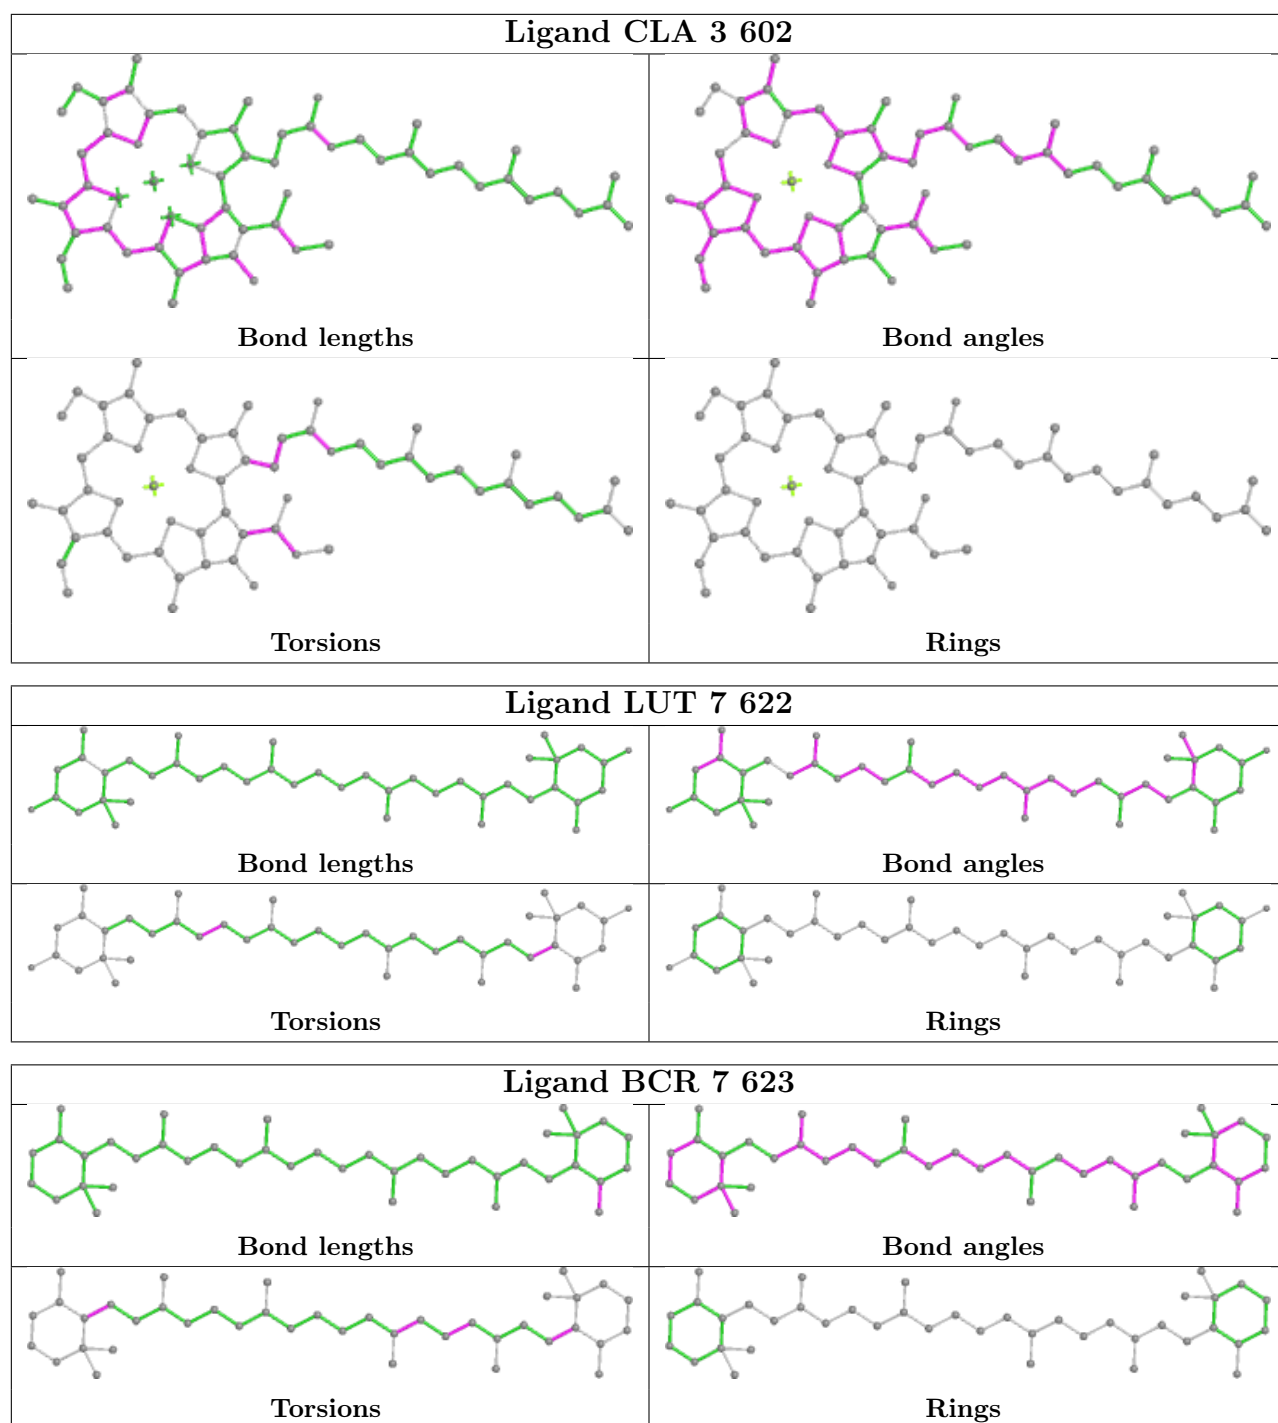 Ligand CLA 3 602
Bond lengths
Bond angles
Torsions
Rings
Ligand LUT 7 622
Bond lengths
Bond angles
Torsions
Rings
Ligand BCR 7 623
Bond lengths
Bond angles
Torsions
Rings